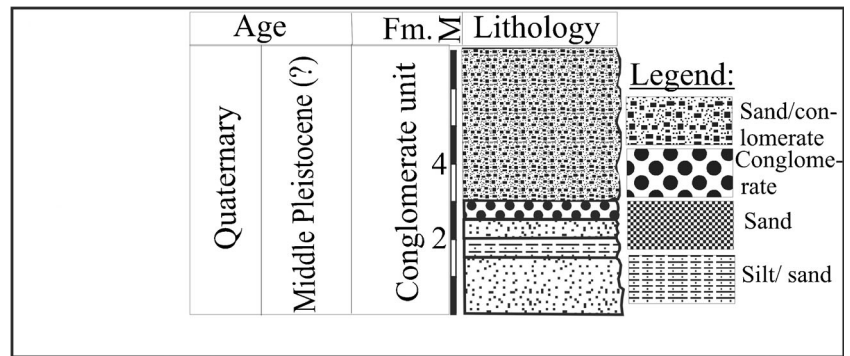 Age
Fm.
M
Lithology
Quaternary
Middle Pleistocene (?)
Conglomerate unit
4
2
Legend:
Sand/con-
lomerate
Conglome-
rate
Sand
Silt/ sand